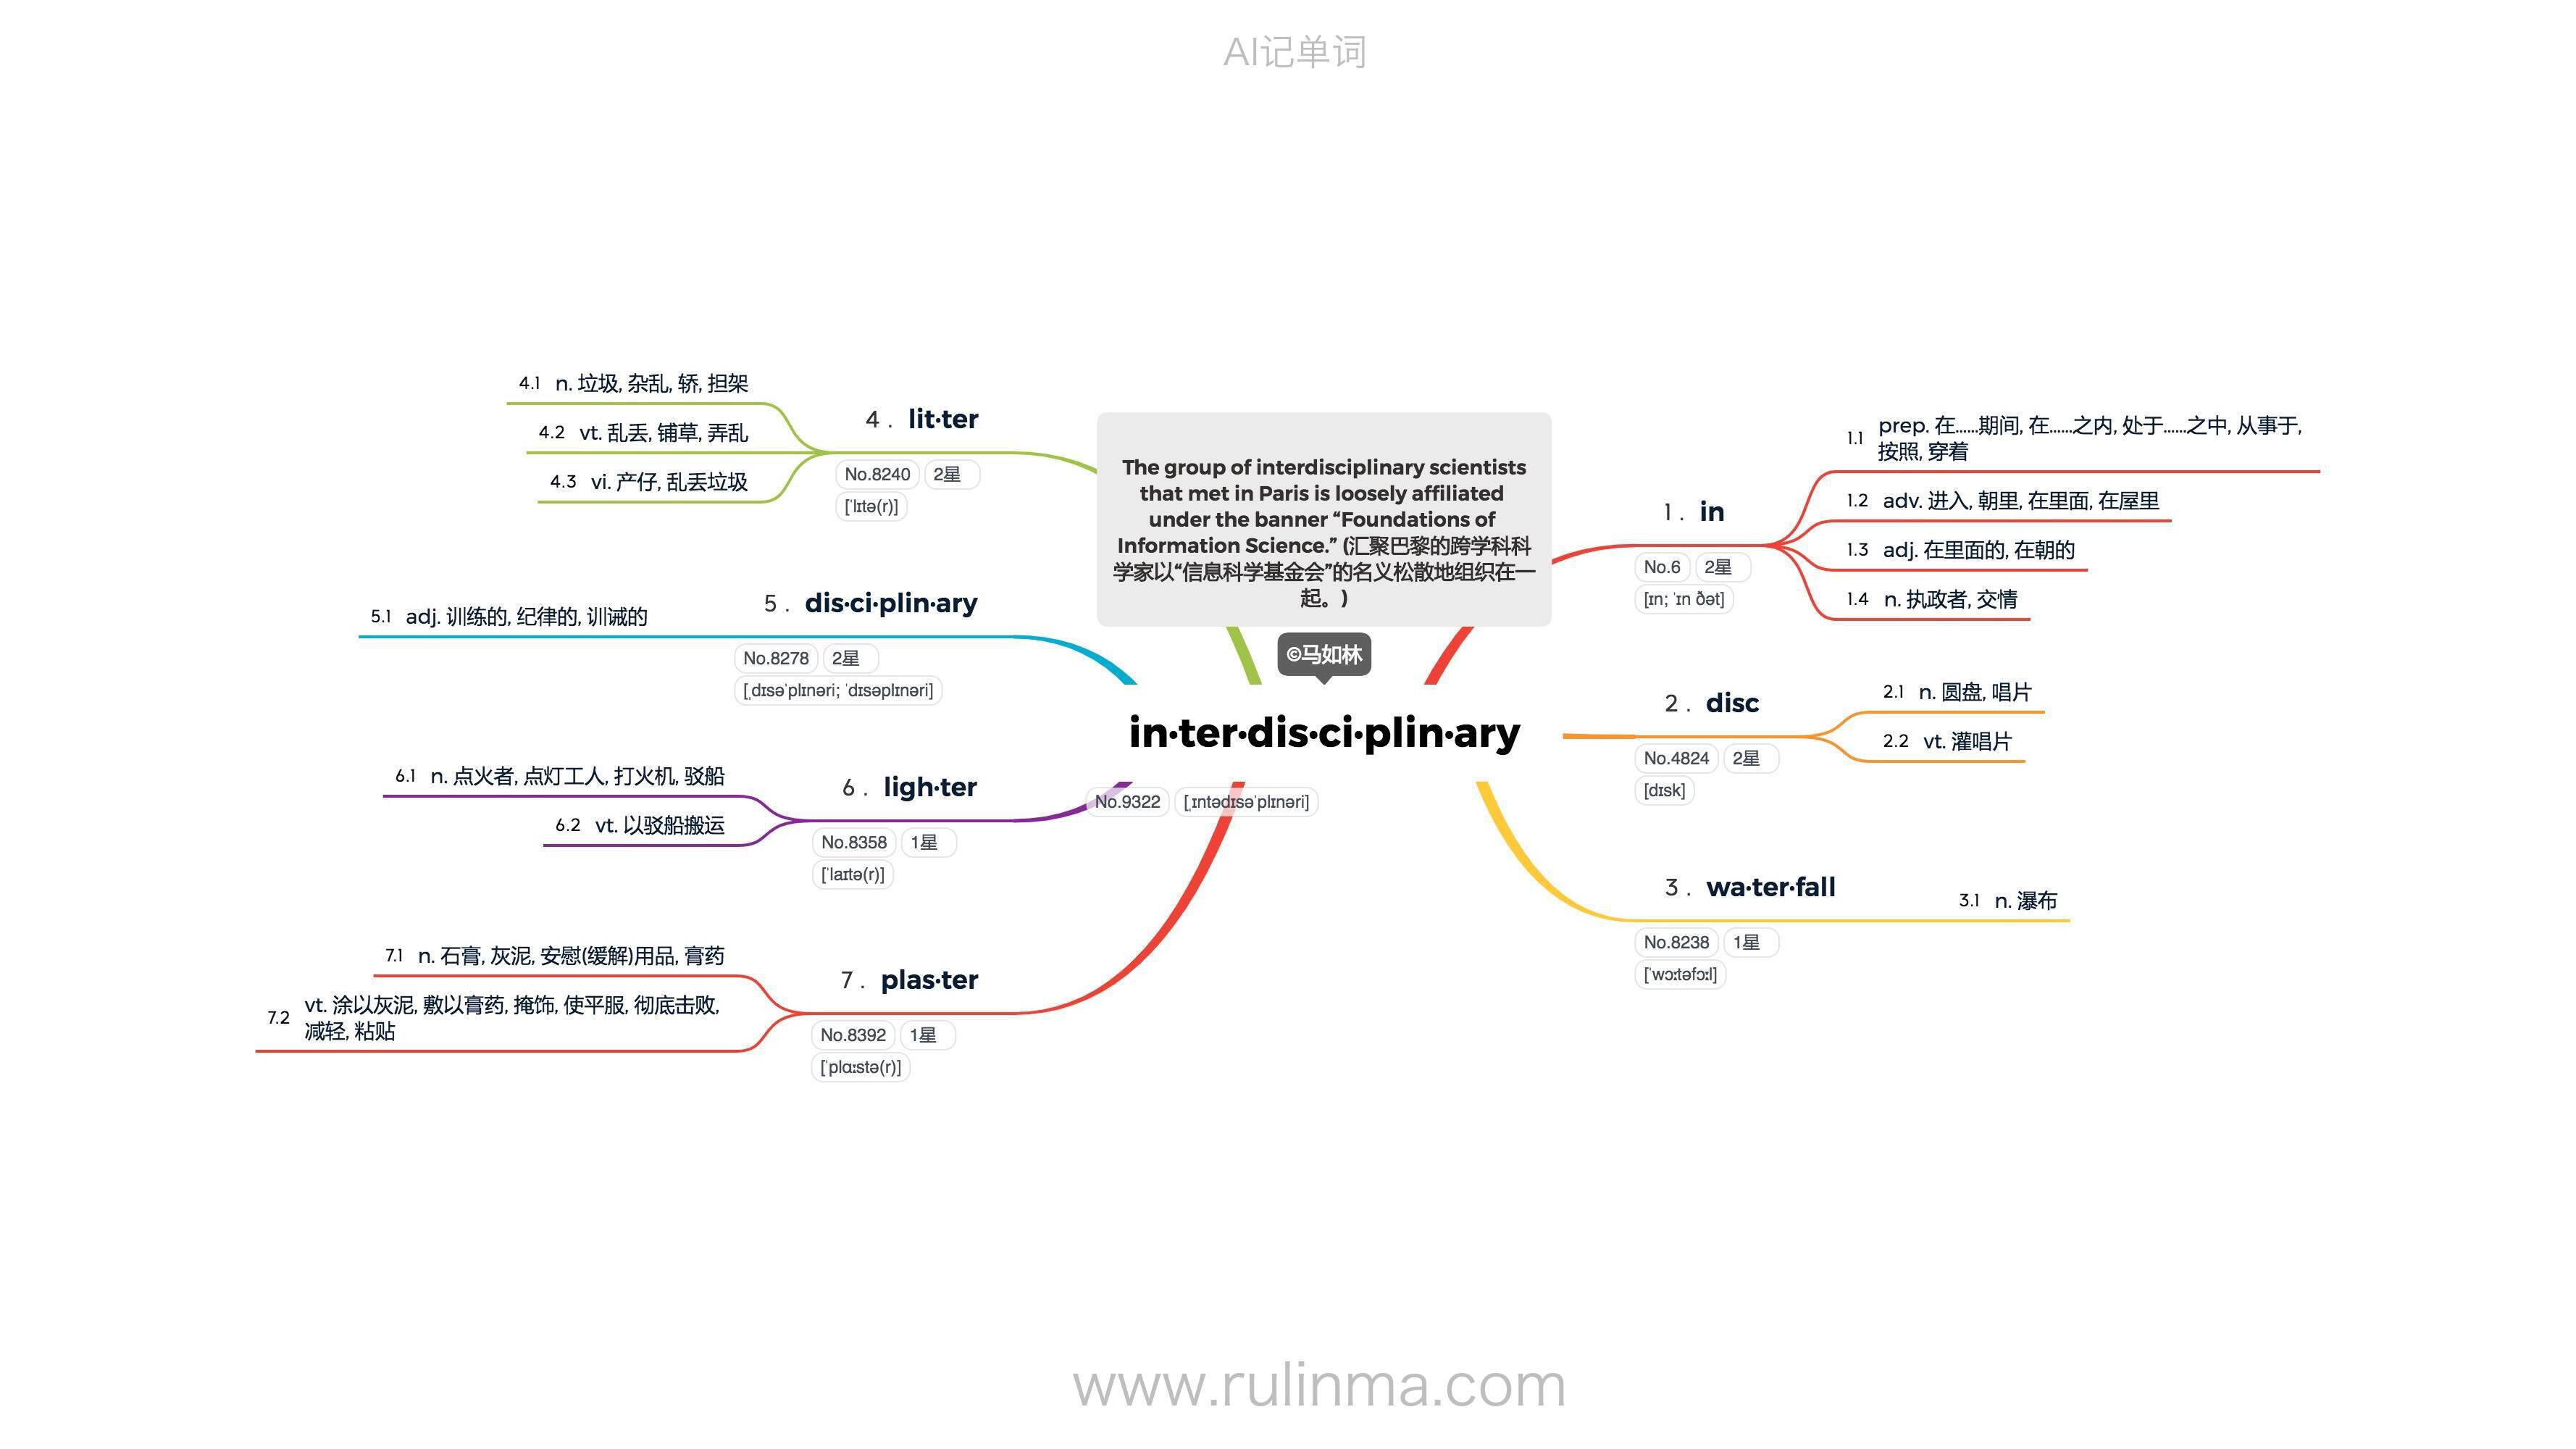 AI记单词
The group of interdisciplinary scientists
that met in Paris is loosely affiliated
under the banner “Foundations of
Information Science.” (汇聚巴黎的跨学科科
学家以“信息科学基金会”的名义松散地组织在一
起。)
©马如林
in·ter·dis·ci·plin·ary
No.9322 [ˌɪntədɪsəˈplɪnəri]
1. in
No.6 2星
[ɪn; ˈɪn ðət]
1.1 prep. 在……期间, 在……之内, 处于……之中, 从事于,
按照, 穿着
1.2 adv. 进入, 朝里, 在里面, 在屋里
1.3 adj. 在里面的, 在朝的
1.4 n. 执政者, 交情
2. disc
No.4824 2星
[dɪsk]
2.1 n. 圆盘, 唱片
2.2 vt. 灌唱片
3. wa·ter·fall
No.8238 1星
[ˈwɔːtəfɔːl]
3.1 n. 瀑布
4. lit·ter
No.8240 2星
[ˈlɪtə(r)]
4.1 n. 垃圾, 杂乱, 轿, 担架
4.2 vt. 乱丢, 铺草, 弄乱
4.3 vi. 产仔, 乱丢垃圾
5. dis·ci·plin·ary
No.8278 2星
[ˌdɪsəˈplɪnəri; ˈdɪsəplɪnəri]
5.1 adj. 训练的, 纪律的, 训诫的
6. ligh·ter
No.8358 1星
[ˈlaɪtə(r)]
6.1 n. 点火者, 点灯工人, 打火机, 驳船
6.2 vt. 以驳船搬运
7. plas·ter
No.8392 1星
[ˈplɑːstə(r)]
7.1 n. 石膏, 灰泥, 安慰(缓解)用品, 膏药
7.2 vt. 涂以灰泥, 敷以膏药, 掩饰, 使平服, 彻底击败,
减轻, 粘贴
www.rulinma.com